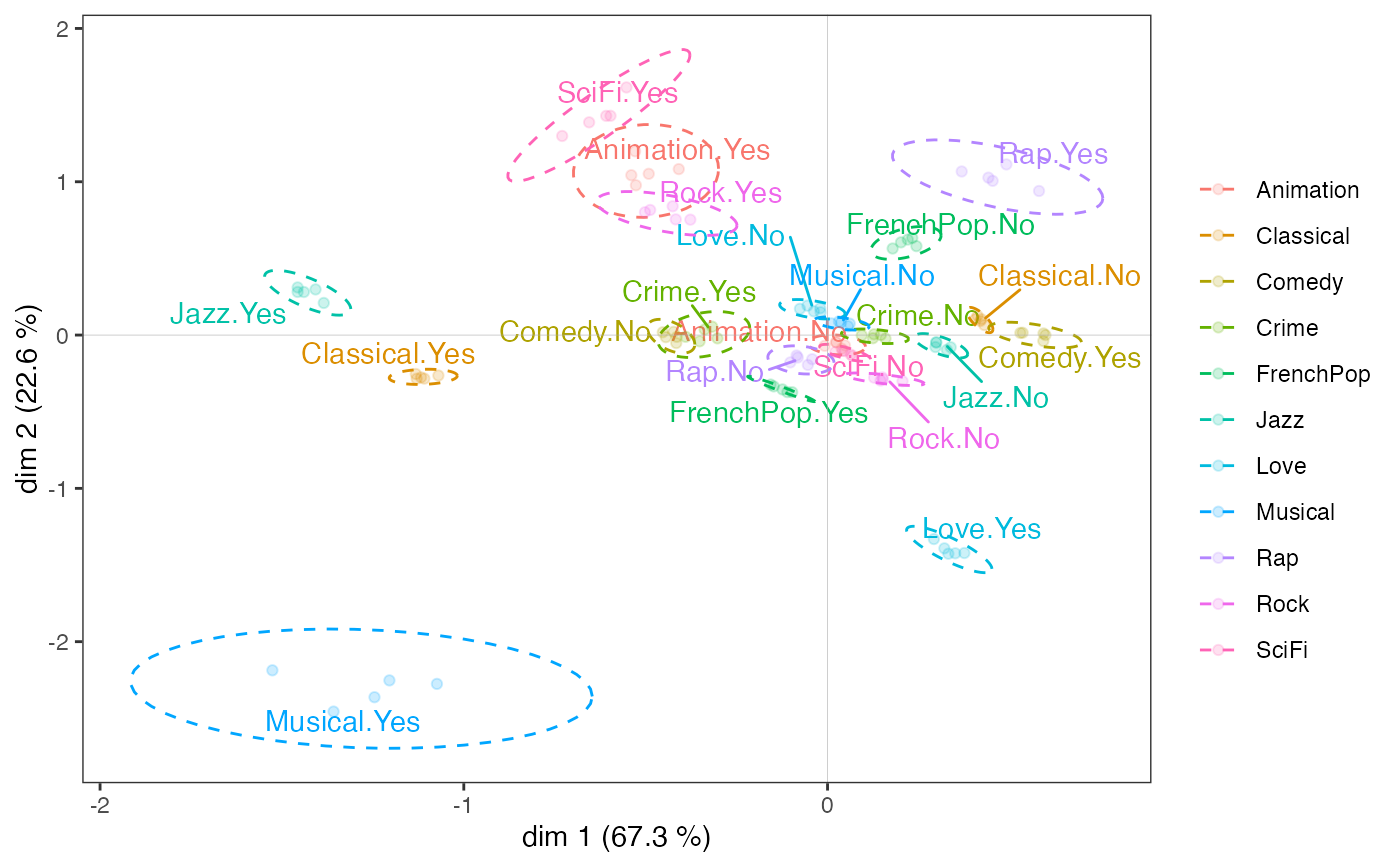 2
SciFi.Yes
Animation.Yes
Rap.Yes
1
Rock.Yes
Animation
FrenchPop.No
Love.No
Classical
Musical.No
Classical.No
Comedy
Crime.Yes
Jazz.Yes
Crime.No
Crime
Comedy.No
Animation.No
0
Classical.Yes
Comedy.Yes
Rap.No
SciFi.No
FrenchPop
Jazz.No
FrenchPop.Yes
Jazz
Rock.No
Love
-1
Musical
Love.Yes
Rap
Rock
-2
SciFi
Musical.Yes
dim 2 (22.6 %)
-2
-1
0
dim 1 (67.3 %)